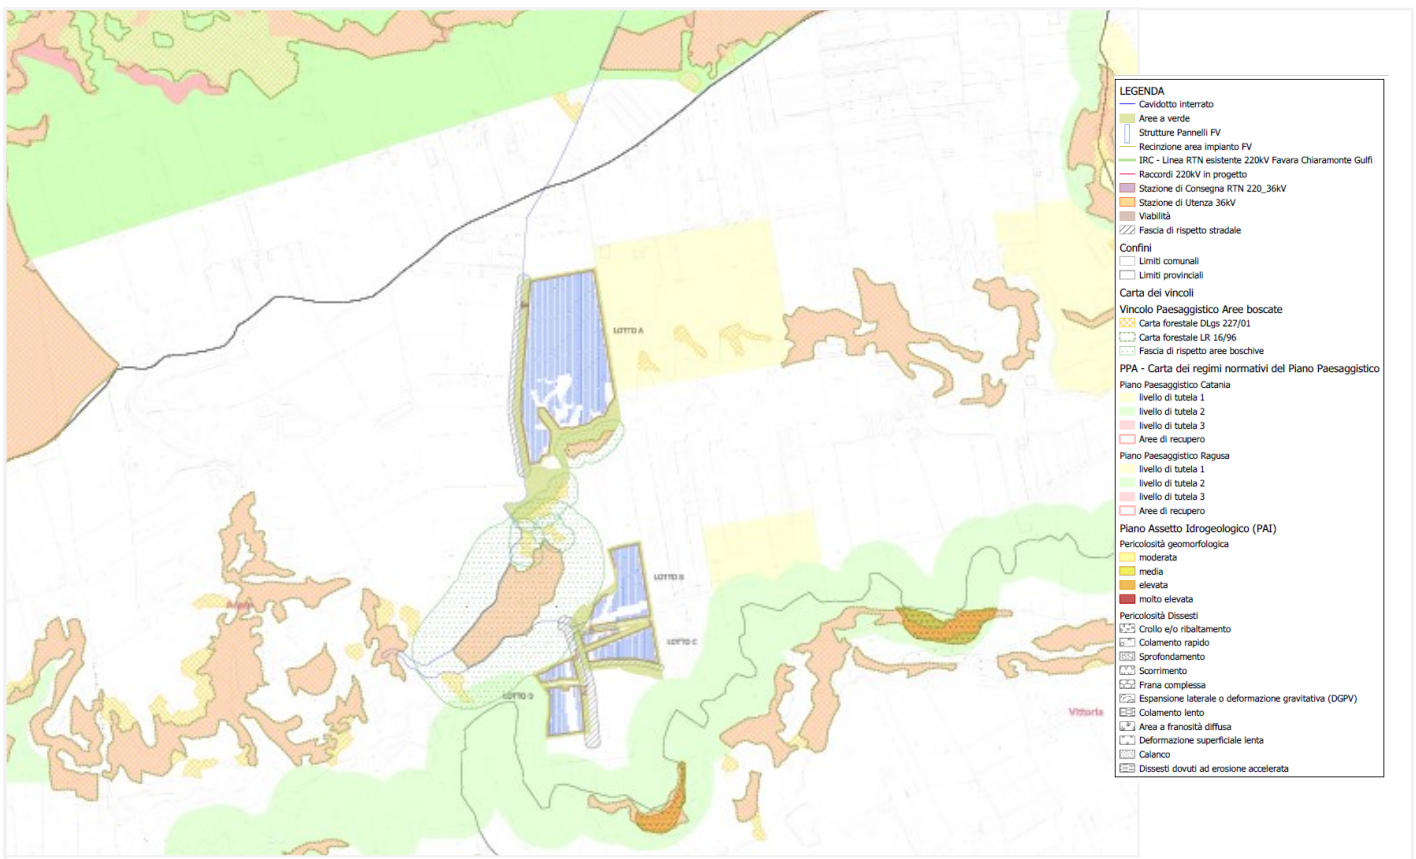 LOTTO A
LOTTO B
LOTTO C
LOTTO D
Acate
Vittoria
LEGENDA
Cavidotto interrato
Aree a verde
Strutture Pannelli FV
Recinzione area impianto FV
IRC - Linea RTN esistente 220kV Favara Chiaramonte Gulfi
Raccordi 220kV in progetto
Stazione di Consegna RTN 220_36kV
Stazione di Utenza 36kV
Viabilità
Fascia di rispetto stradale
Confini
Limiti comunali
Limiti provinciali
Carta dei vincoli
Vincolo Paesaggistico Aree boscate
Carta forestale DLgs 227/01
Carta forestale LR 16/96
Fascia di rispetto aree boschive
PPA - Carta dei regimi normativi del Piano Paesaggistico
Piano Paesaggistico Catania
livello di tutela 1
livello di tutela 2
livello di tutela 3
Aree di recupero
Piano Paesaggistico Ragusa
livello di tutela 1
livello di tutela 2
livello di tutela 3
Aree di recupero
Piano Assetto Idrogeologico (PAI)
Pericolosità geomorfologica
moderata
media
elevata
molto elevata
Pericolosità Dissesti
Crollo e/o ribaltamento
Colamento rapido
Sprofondamento
Scorrimento
Frana complessa
Espansione laterale o deformazione gravitativa (DGPV)
Colamento lento
Area a franosità diffusa
Deformazione superficiale lenta
Calanco
Dissesti dovuti ad erosione accelerata